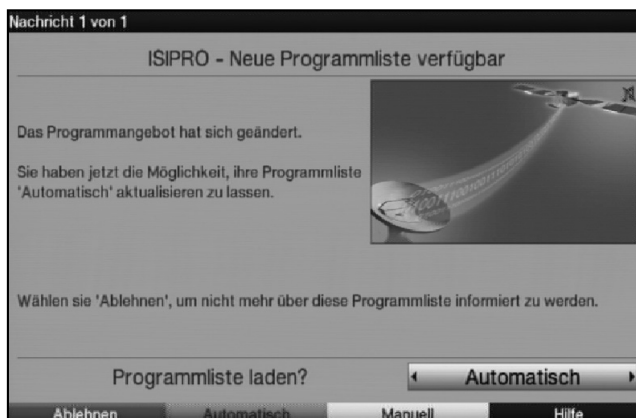 Nachricht 1 von 1
ISIPRO - Neue Programmliste verfügbar
Das Programmangebot hat sich geändert.
Sie haben jetzt die Möglichkeit, ihre Programmliste
'Automatisch' aktualisieren zu lassen.
Wählen sie 'Ablehnen', um nicht mehr über diese Programmliste informiert zu werden.
Programmliste laden? Automatisch
Ablehnen Automatisch Manuell Hilfe